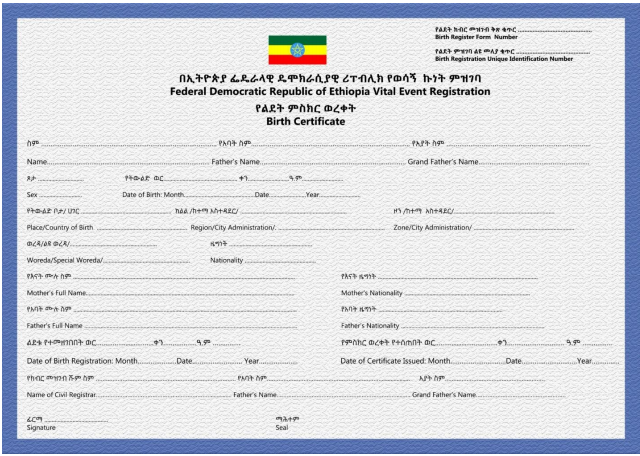 የልደት ክብር መዝገብ ቅጽ ቁጥር ..............................
Birth Register Form Number
የልደት ምዝገባ ልዩ መለያ ቁጥር ..............................
Birth Registration Unique Identification Number
በኢትዮጵያ ፌዴራላዊ ዴሞክራሲያዊ ሪፐብሊክ የወሳኝ ኩነት ምዝገባ
Federal Democratic Republic of Ethiopia Vital Event Registration
የልደት ምስክር ወረቀት
Birth Certificate
ስም .............................. የአባት ስም .............................. የአያት ስም ..............................
Name.............................. Father's Name.............................. Grand Father's Name..............................
ጾታ .................... የትውልድ ወር .................... ቀን.............ዓ.ም ...............
Sex .................... Date of Birth: Month....................Date.............Year...............
የትውልድ ቦታ/ ሀገር .............................. ክልል /ከተማ አስተዳደር/ .............................. ዞን /ከተማ አስተዳደር/..............................
Place/Country of Birth .................... Region/City Administration/.............................. Zone/City Administration/ ..............................
ወረዳ/ልዩ ወረዳ/.............................. ዜግነት ..............................
Woreda/Special Woreda/.............................. Nationality ..............................
የእናት ሙሉ ስም .............................. የእናት ዜግነት ..............................
Mother's Full Name.............................. Mother's Nationality ..............................
የአባት ሙሉ ስም .............................. የአባት ዜግነት ..............................
Father's Full Name .............................. Father's Nationality ..............................
ልደቱ የተመዘገበበት ወር....................ቀን.............ዓ.ም ............... የምስክር ወረቀት የተሰጠበት ወር....................ቀን.............ዓ.ም ...............
Date of Birth Registration: Month.............Date............. Year............. Date of Certificate Issued: Month....................Date.............Year.............
የክብር መዝገብ ሹም ስም .............................. የአባት ስም.............................. አያት ስም..............................
Name of Civil Registrar.............................. Father's Name.............................. Grand Father's Name..............................
ፊርማ .............................. ማሕተም
Signature Seal